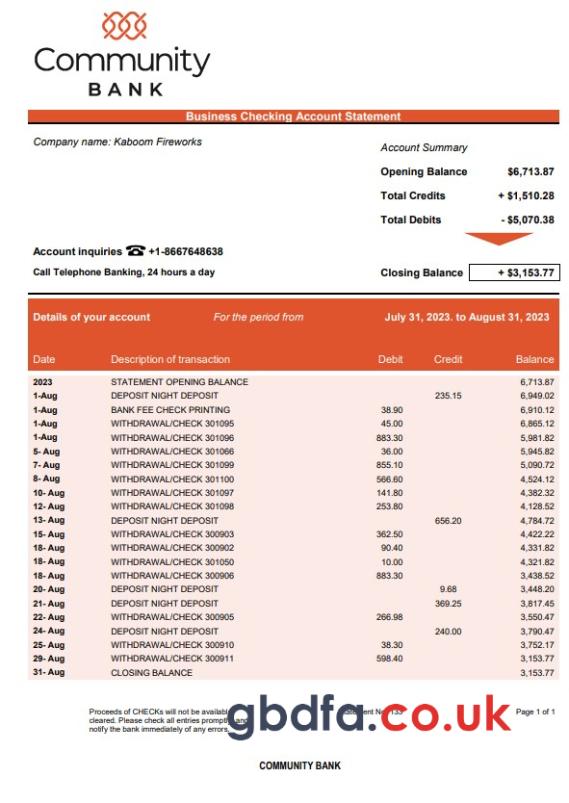 Community
BANK
Business Checking Account Statement
Company name: Kaboom Fireworks
Account Summary
Opening Balance $6,713.87
Total Credits + $1,510.28
Total Debits - $5,070.38
Account inquiries ☎ +1-8667648638
Call Telephone Banking, 24 hours a day
Closing Balance + $3,153.77
Details of your account For the period from July 31, 2023. to August 31, 2023
Date Description of transaction Debit Credit Balance
2023 STATEMENT OPENING BALANCE 6,713.87
1-Aug DEPOSIT NIGHT DEPOSIT 235.15 6,949.02
1-Aug BANK FEE CHECK PRINTING 38.90 6,910.12
1-Aug WITHDRAWAL/CHECK 301095 45.00 6,865.12
1-Aug WITHDRAWAL/CHECK 301096 883.30 5,981.82
5- Aug WITHDRAWAL/CHECK 301066 36.00 5,945.82
7- Aug WITHDRAWAL/CHECK 301099 855.10 5,090.72
8- Aug WITHDRAWAL/CHECK 301100 566.60 4,524.12
10- Aug WITHDRAWAL/CHECK 301097 141.80 4,382.32
12- Aug WITHDRAWAL/CHECK 301098 253.80 4,128.52
13- Aug DEPOSIT NIGHT DEPOSIT 656.20 4,784.72
15- Aug WITHDRAWAL/CHECK 300903 362.50 4,422.22
18- Aug WITHDRAWAL/CHECK 300902 90.40 4,331.82
18- Aug WITHDRAWAL/CHECK 301050 10.00 4,321.82
18- Aug WITHDRAWAL/CHECK 300906 883.30 3,438.52
20- Aug DEPOSIT NIGHT DEPOSIT 9.68 3,448.20
21- Aug DEPOSIT NIGHT DEPOSIT 369.25 3,817.45
22- Aug WITHDRAWAL/CHECK 300905 266.98 3,550.47
24- Aug DEPOSIT NIGHT DEPOSIT 240.00 3,790.47
25- Aug WITHDRAWAL/CHECK 300910 38.30 3,752.17
29- Aug WITHDRAWAL/CHECK 300911 598.40 3,153.77
31- Aug CLOSING BALANCE 3,153.77
Proceeds of CHECKs will not be Page 1 of 1
cleared. Please check all entries and
notify the bank immediately of any errors.
gbdfa.co.uk
COMMUNITY BANK